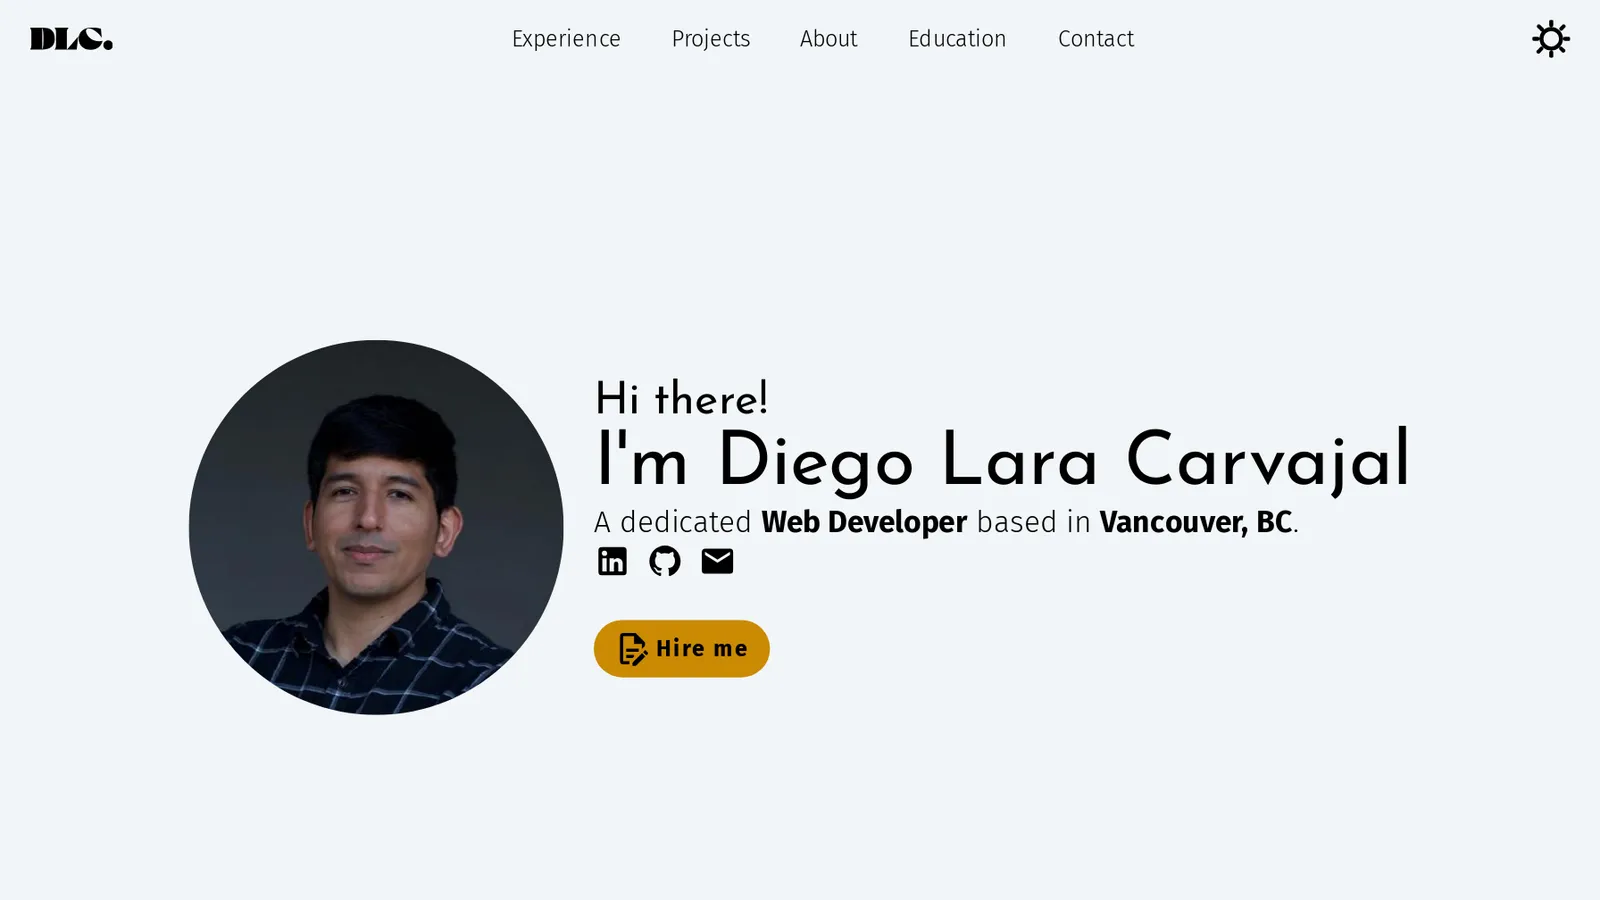 DLC.
Experience
Projects
About
Education
Contact
Hi there!
I'm Diego Lara Carvajal
A dedicated Web Developer based in Vancouver, BC.
in
Hire me